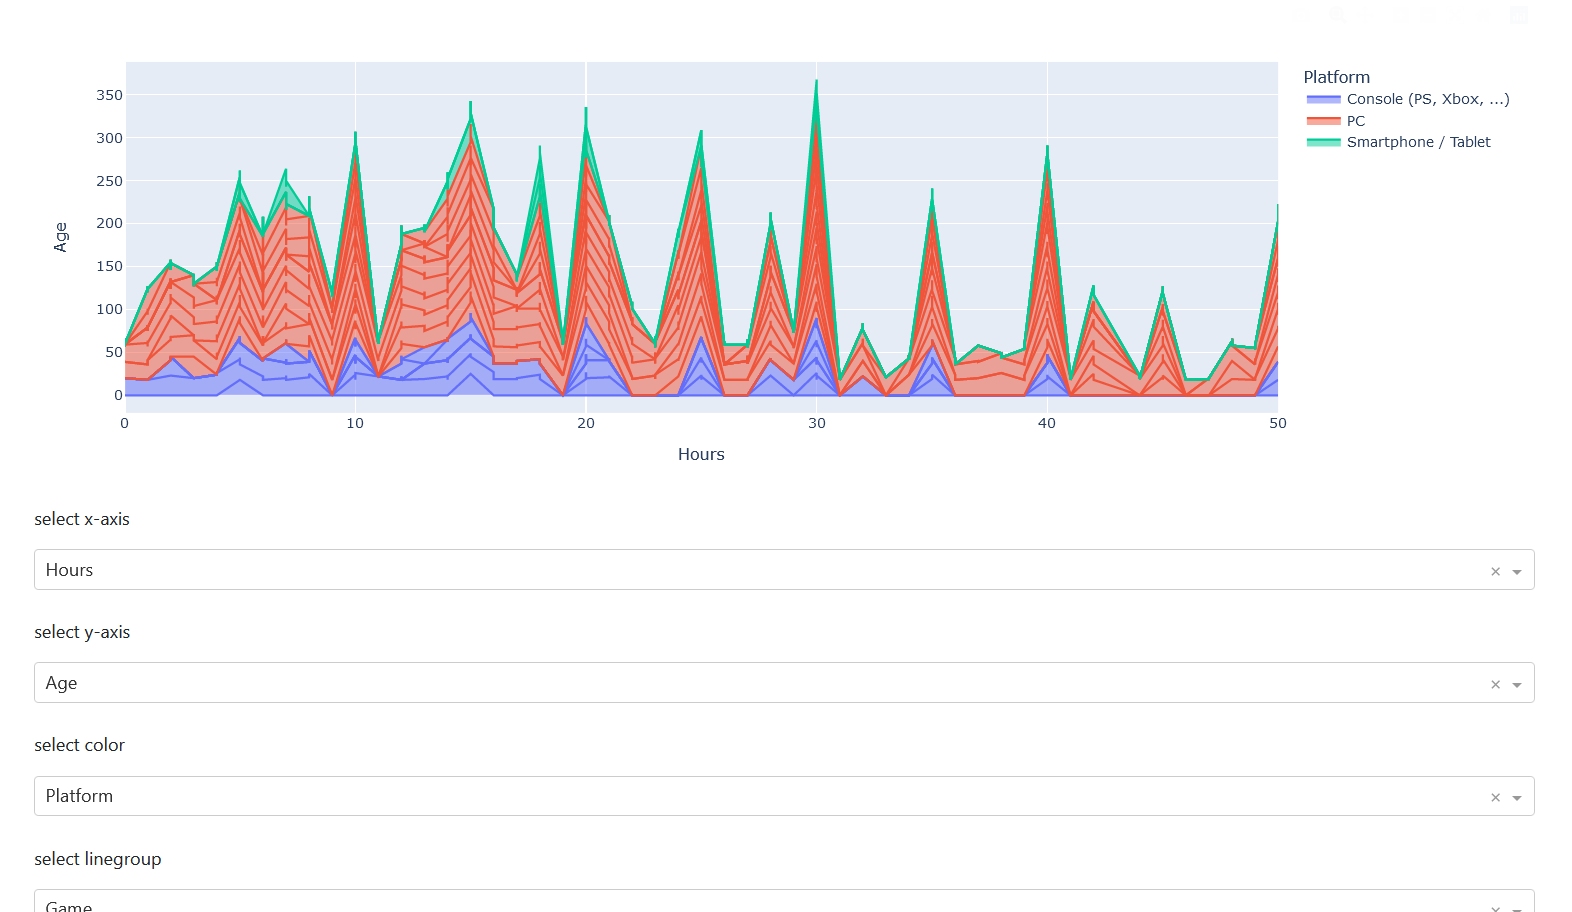 Platform
Console (PS, Xbox, ...)
PC
Smartphone / Tablet
350
300
250
200
150
100
50
0
Age
0 10 20 30 40 50
Hours
select x-axis
Hours
select y-axis
Age
select color
Platform
select linegroup
Game